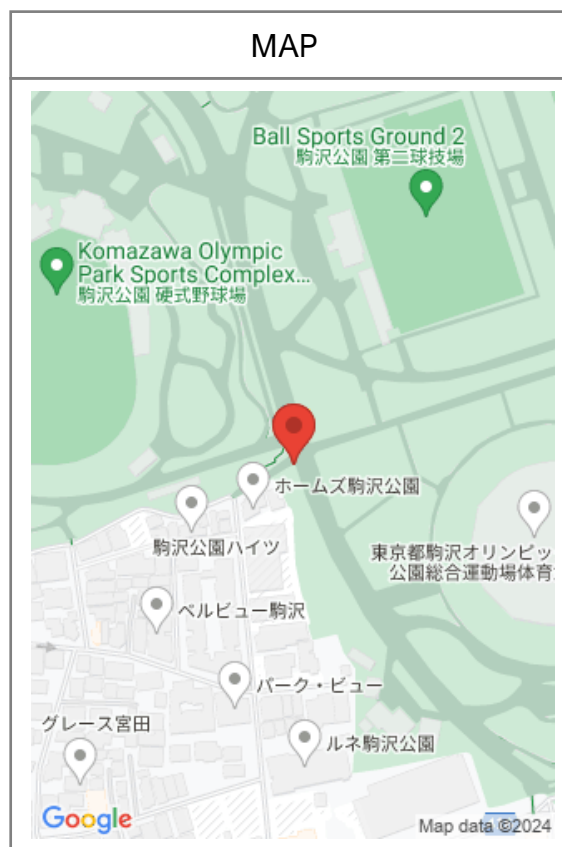 MAP
Ball Sports Ground 2
駒沢公園 第二球技場
Komazawa Olympic
Park Sports Complex...
駒沢公園 硬式野球場
ホームズ駒沢公園
駒沢公園ハイツ
東京都駒沢オリンピッ
公園総合運動場体育
ベルビュー駒沢
パーク・ビュー
グレース宮田
ルネ駒沢公園
Google
Map data ©2024